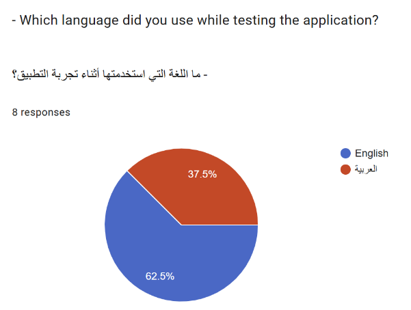 - Which language did you use while testing the application?
- ما اللغة التي استخدمتها أثناء تجربة التطبيق؟
8 responses
English
العربية
37.5%
62.5%